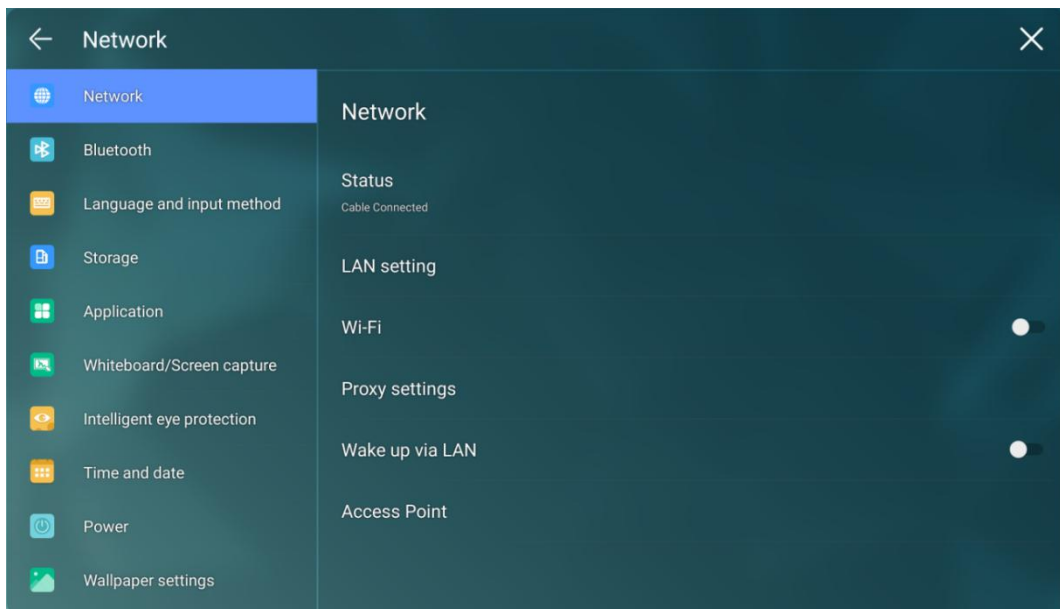 Network
Network
Bluetooth
Language and input method
Storage
Application
Whiteboard/Screen capture
Intelligent eye protection
Time and date
Power
Wallpaper settings
Network
Status
Cable Connected
LAN setting
Wi-Fi
Proxy settings
Wake up via LAN
Access Point